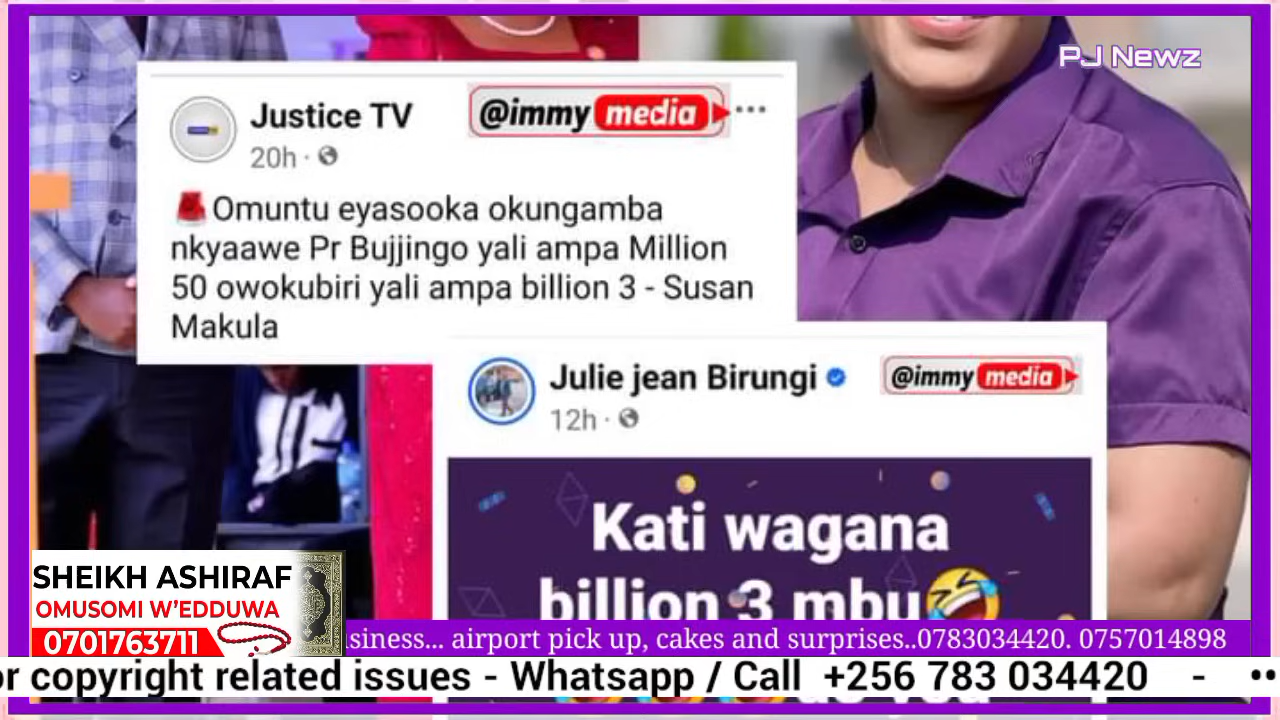 PJ Newz
Justice TV
@immy media
20h
Omuntu eyasooka okungamba
nkyaawe Pr Bujjingo yali ampa Million
50 owokubiri yali ampa billion 3 - Susan
Makula
Julie jean Birungi
@immy media
12h
Kati wagana
billion 3 mbu
SHEIKH ASHIRAF
OMUSOMI W'EDDUWA
0701763711
siness... airport pick up, cakes and surprises..0783034420. 0757014898
or copyright related issues - Whatsapp / Call +256 783 034420 -